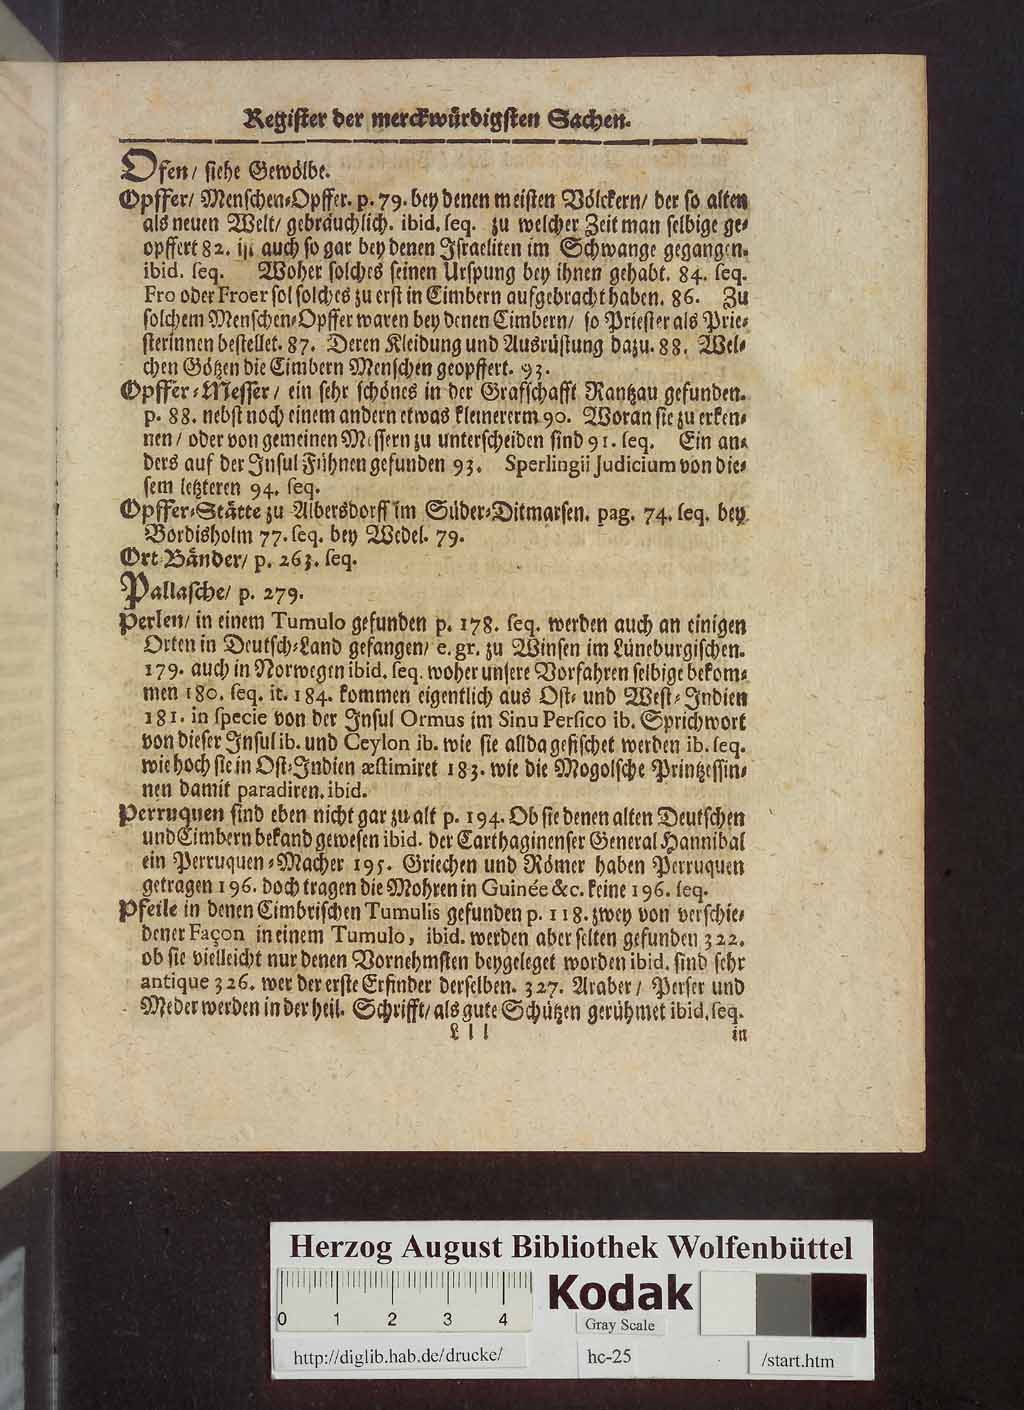 Register der merckwürdigsten Sachen.
Ofen/ siehe Gewölbe.
Opffer/ Menschen-Opffer. p. 79. bey denen meisten Völckern/ der so alten
als neuen Welt/ gebräuchlich. ibid. seq. zu welcher Zeit man selbige ge-
opffert 82. ist auch so gar bey denen Israeliten im Schwange gegangen.
ibid. seq. Woher solches seinen Urspung bey ihnen gehabt. 84. seq.
Fro oder Froer sol solches zu erst in Cimbern aufgebracht haben. 86. Zu
solchem Menschen-Opffer waren bey denen Cimbern/ so Priester als Prie-
sterinnen bestellet. 87. Deren Kleidung und Ausrüstung dazu. 88. Wel-
chen Götzen die Cimbern Menschen geopffert. 93.
Opffer-Messer/ ein sehr schönes in der Grafschafft Rantzau gefunden.
p. 88. nebst noch einem andern etwas kleinererm 90. Woran sie zu erken-
nen/ oder von gemeinen Messern zu unterscheiden sind 91. seq. Ein an-
ders auf der Insul Fühnen gefunden 93. Sperlingii Judicium von die-
sem letzteren 94. seq.
Opffer-Stätte zu Albersdorff im Süder-Ditmarsen. pag. 74. seq. bey
Bordisholm 77. seq. bey Wedel. 79.
Ort-Bänder/ p. 263. seq.
Pallasche/ p. 279.
Perlen/ in einem Tumulo gefunden p. 178. seq. werden auch an einigen
Orten in Deutsch-Land gefangen/ e. gr. zu Winsen im Lüneburgischen.
179. auch in Norwegen ibid. seq. woher unsere Vorfahren selbige bekom-
men 180. seq. it. 184. kommen eigentlich aus Ost- und West-Indien
181. in specie von der Insul Ormus im Sinu Persico ib. Sprichwort
von dieser Insul ib. und Ceylon ib. wie sie allda gefischet werden ib. seq.
wie hoch sie in Ost-Indien æstimiret 183. wie die Mogolsche Printzessin-
nen damit paradiren. ibid.
Perruquen sind eben nicht gar zu alt p. 194. Ob sie denen alten Deutschen
und Cimbern bekand gewesen ibid. der Carthaginenser General Hannibal
ein Perruquen-Macher 195. Griechen und Römer haben Perruquen
getragen 196. doch tragen die Mohren in Guinée &c. keine 196. seq.
Pfeile in denen Cimbrischen Tumulis gefunden p. 118. zwey von verschie-
dener Façon in einem Tumulo, ibid. werden aber selten gefunden 322.
ob sie vielleicht nur denen Vornehmsten beygeleget worden ibid. sind sehr
antique 326. wer der erste Erfinder derselben. 327. Araber/ Perser und
Meder werden in der heil. Schrifft/ als gute Schützen gerühmet ibid. seq.
L l l in
Herzog August Bibliothek Wolfenbüttel
0 1 2 3 4
Kodak
Gray Scale
http://diglib.hab.de/drucke/ hc-25 /start.htm